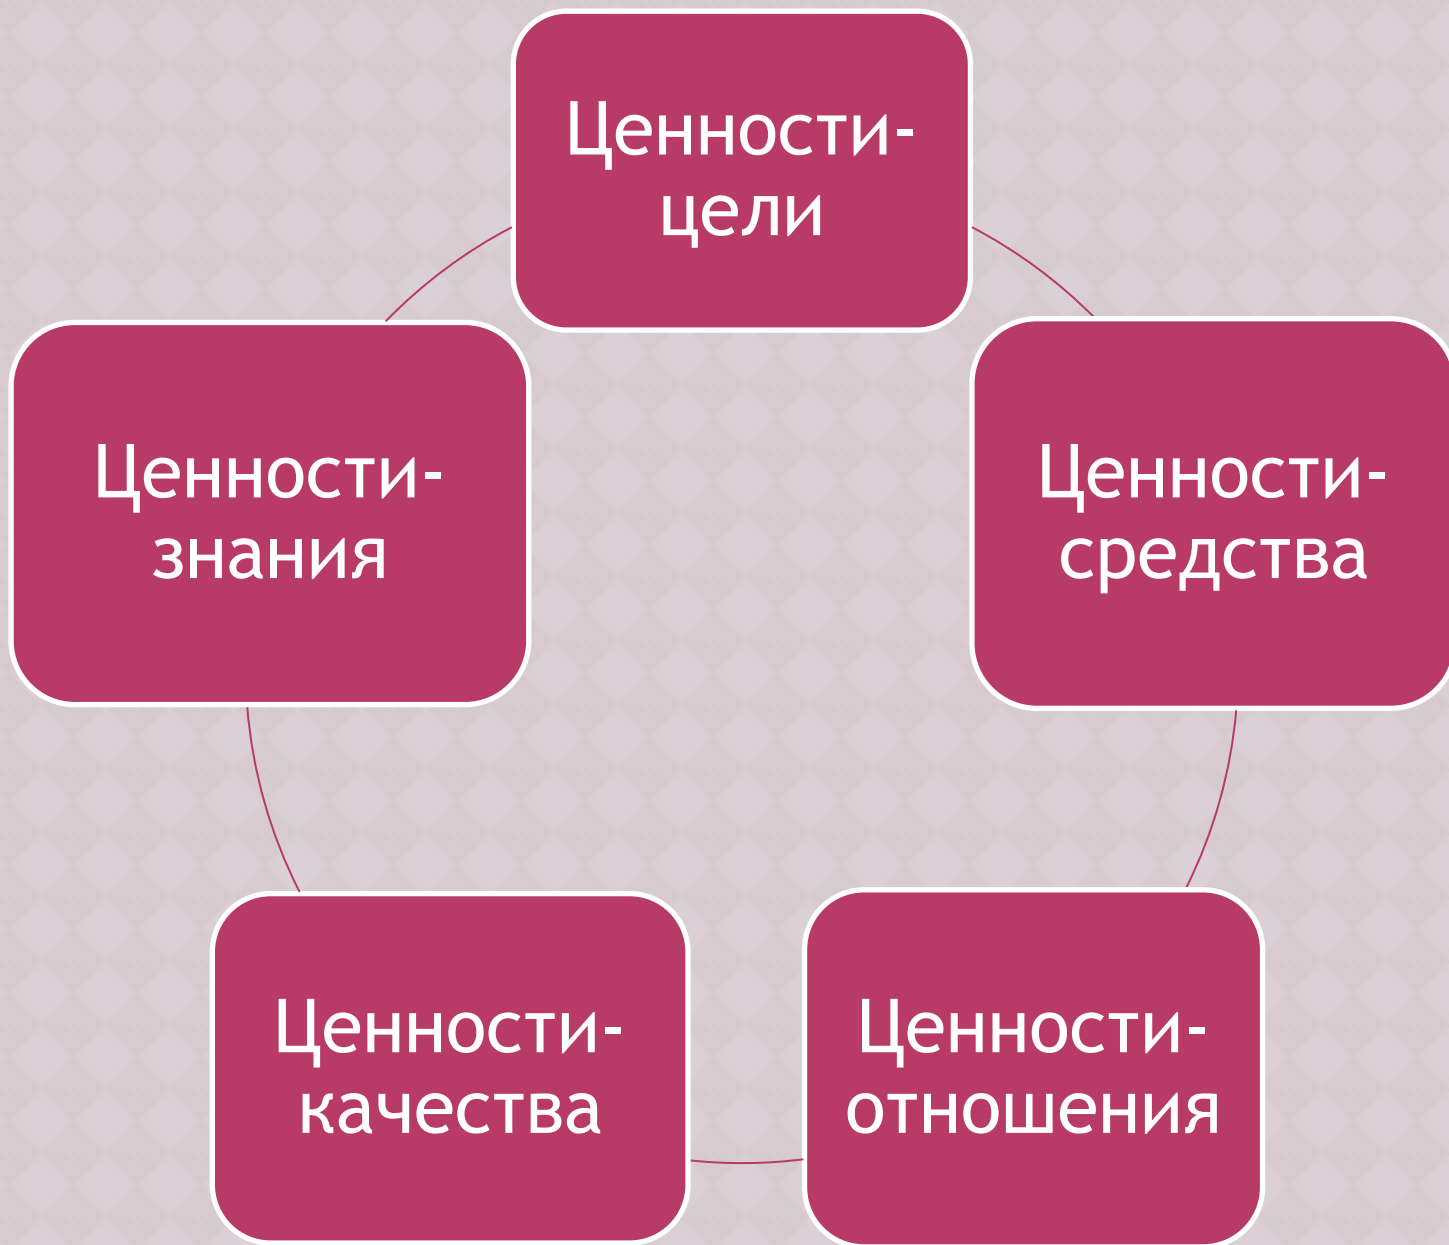 Ценности-
цели
Ценности-
средства
Ценности-
отношения
Ценности-
качества
Ценности-
знания